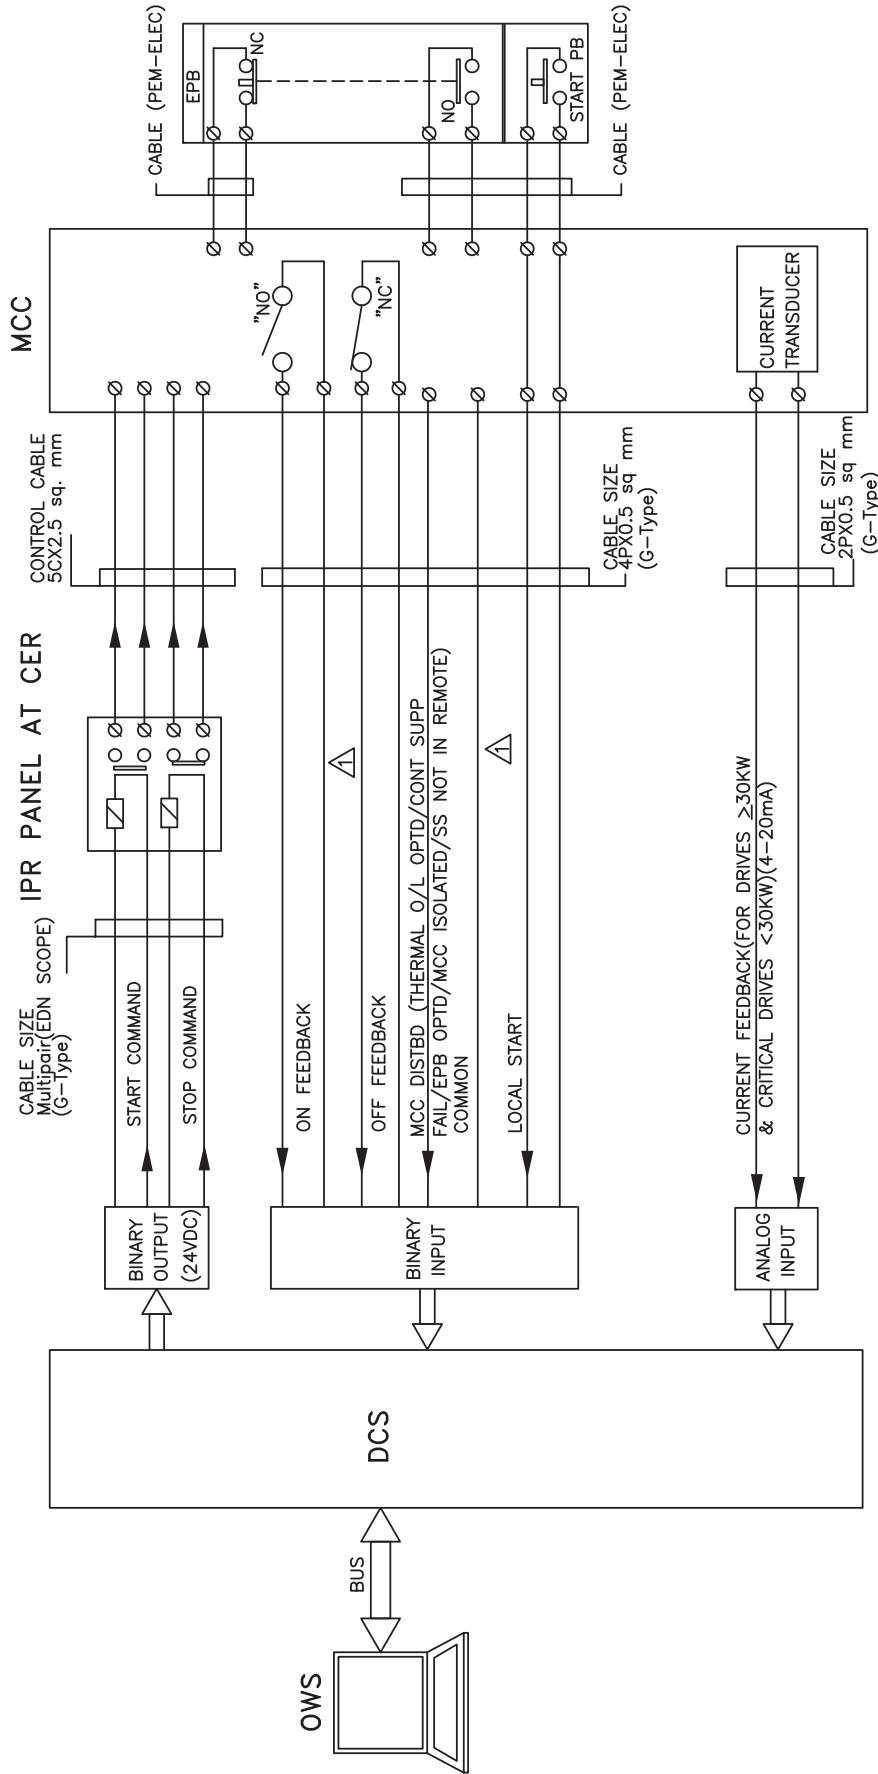 OWS
BUS
DCS
BINARY
OUTPUT
(24VDC)
BINARY
INPUT
ANALOG
INPUT
CABLE SIZE
Multipair(EDN SCOPE)
(G-Type)
START COMMAND
STOP COMMAND
ON FEEDBACK
OFF FEEDBACK
MCC DISTBD (THERMAL O/L OPTD/CONT SUPP
FAIL/EPB OPTD/MCC ISOLATED/SS NOT IN REMOTE)
COMMON
LOCAL START
CURRENT FEEDBACK(FOR DRIVES ≥30KW
& CRITICAL DRIVES <30KW)(4-20mA)
IPR PANEL AT CER
1
1
CONTROL CABLE
5CX2.5 sq. mm
CABLE SIZE
4PX0.5 sq mm
(G-Type)
CABLE SIZE
2PX0.5 sq mm
(G-Type)
MCC
"NO"
"NC"
CURRENT
TRANSDUCER
CABLE (PEM-ELEC)
CABLE (PEM-ELEC)
EPB
NC
NO
START PB